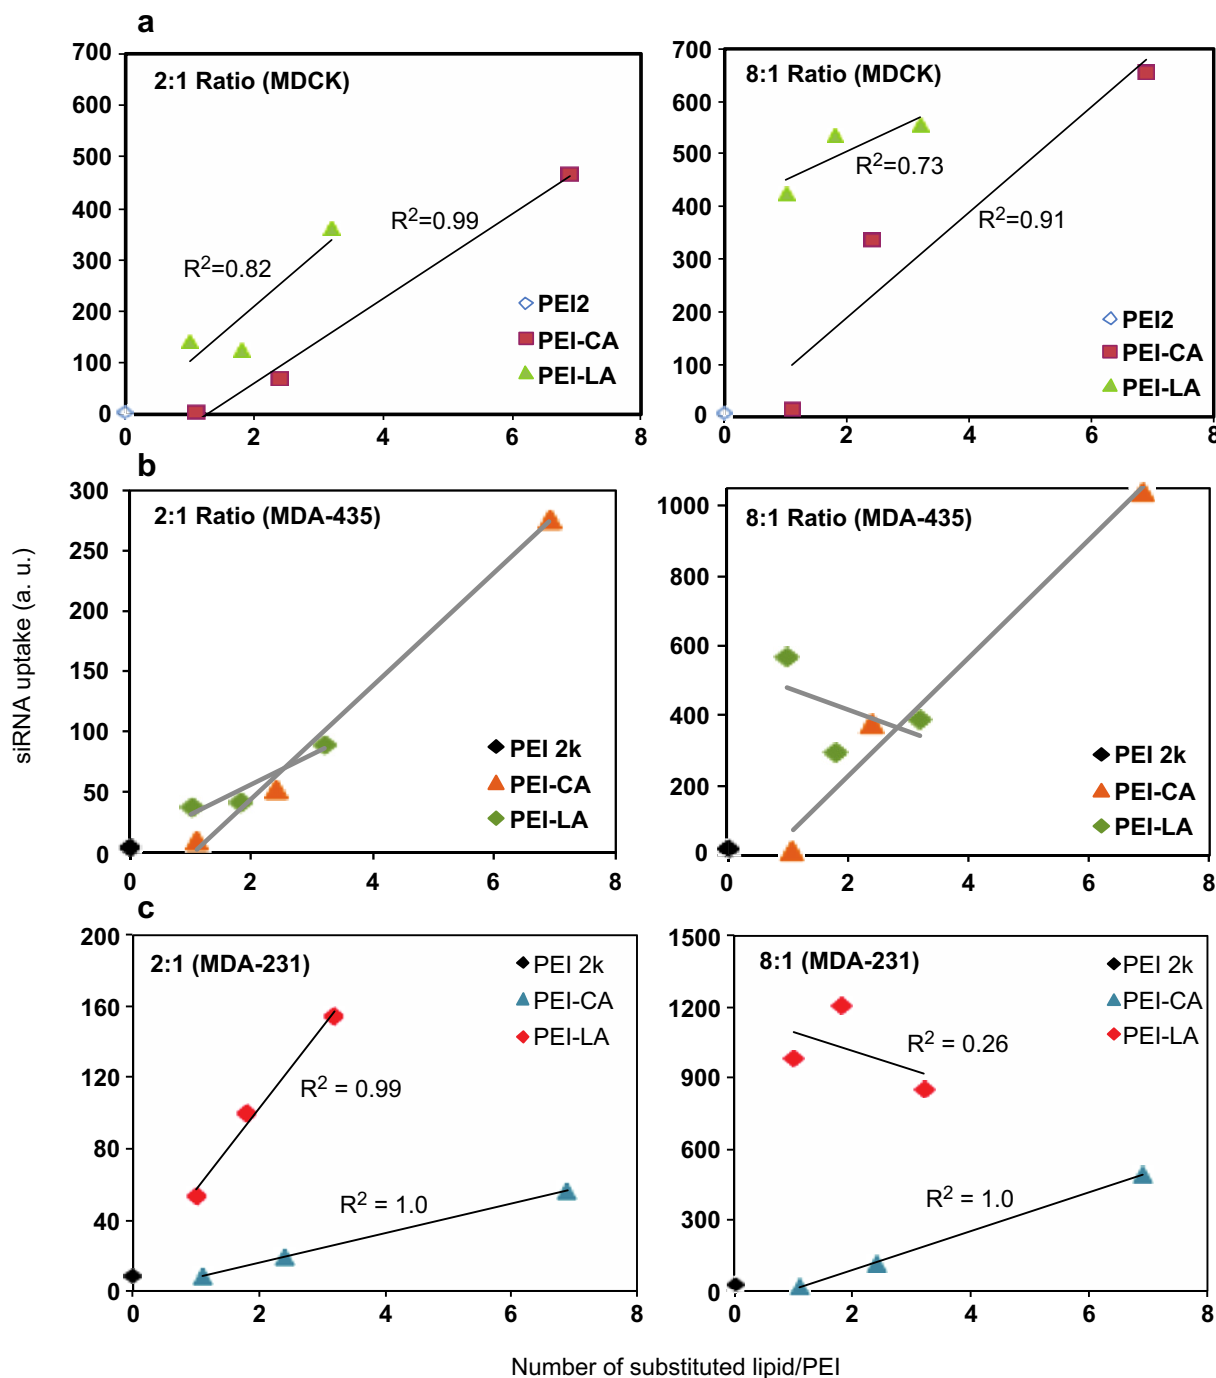 a
700
600
500
400
300
200
100
0
0 2 4 6 8
2:1 Ratio (MDCK)
R2=0.82
R2=0.99
PEI2
PEI-CA
PEI-LA
700
600
500
400
300
200
100
0
0 2 4 6 8
8:1 Ratio (MDCK)
R2=0.73
R2=0.91
PEI2
PEI-CA
PEI-LA
b
siRNA uptake (a. u.)
300
250
200
150
100
50
0
0 2 4 6 8
2:1 Ratio (MDA-435)
PEI 2k
PEI-CA
PEI-LA
1000
800
600
400
200
0
0 2 4 6 8
8:1 Ratio (MDA-435)
PEI 2k
PEI-CA
PEI-LA
c
200
160
120
80
40
0
0 2 4 6 8
2:1 (MDA-231)
PEI 2k
PEI-CA
PEI-LA
R2 = 0.99
R2 = 1.0
1500
1200
900
600
300
0
0 2 4 6 8
8:1 (MDA-231)
PEI 2k
PEI-CA
PEI-LA
R2 = 0.26
R2 = 1.0
Number of substituted lipid/PEI